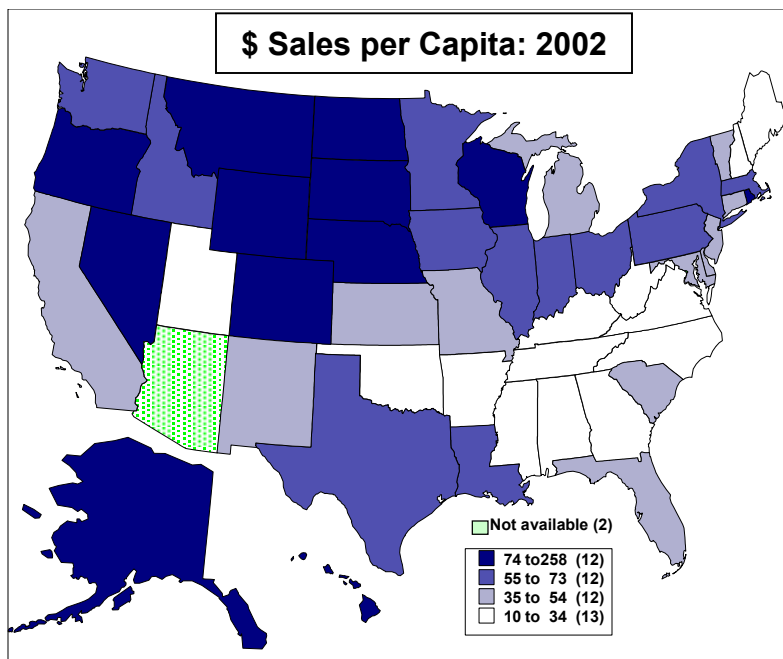 $ Sales per Capita: 2002
Not available (2)
74 to258 (12)
55 to 73 (12)
35 to 54 (12)
10 to 34 (13)